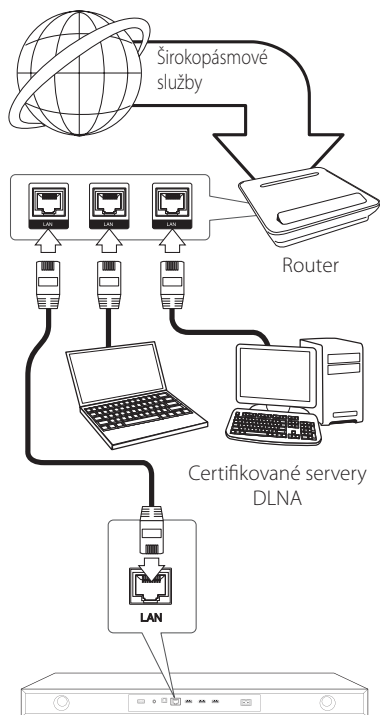 Širokopásmové
služby
LAN
LAN
LAN
Router
Certifikované servery
DLNA
LAN